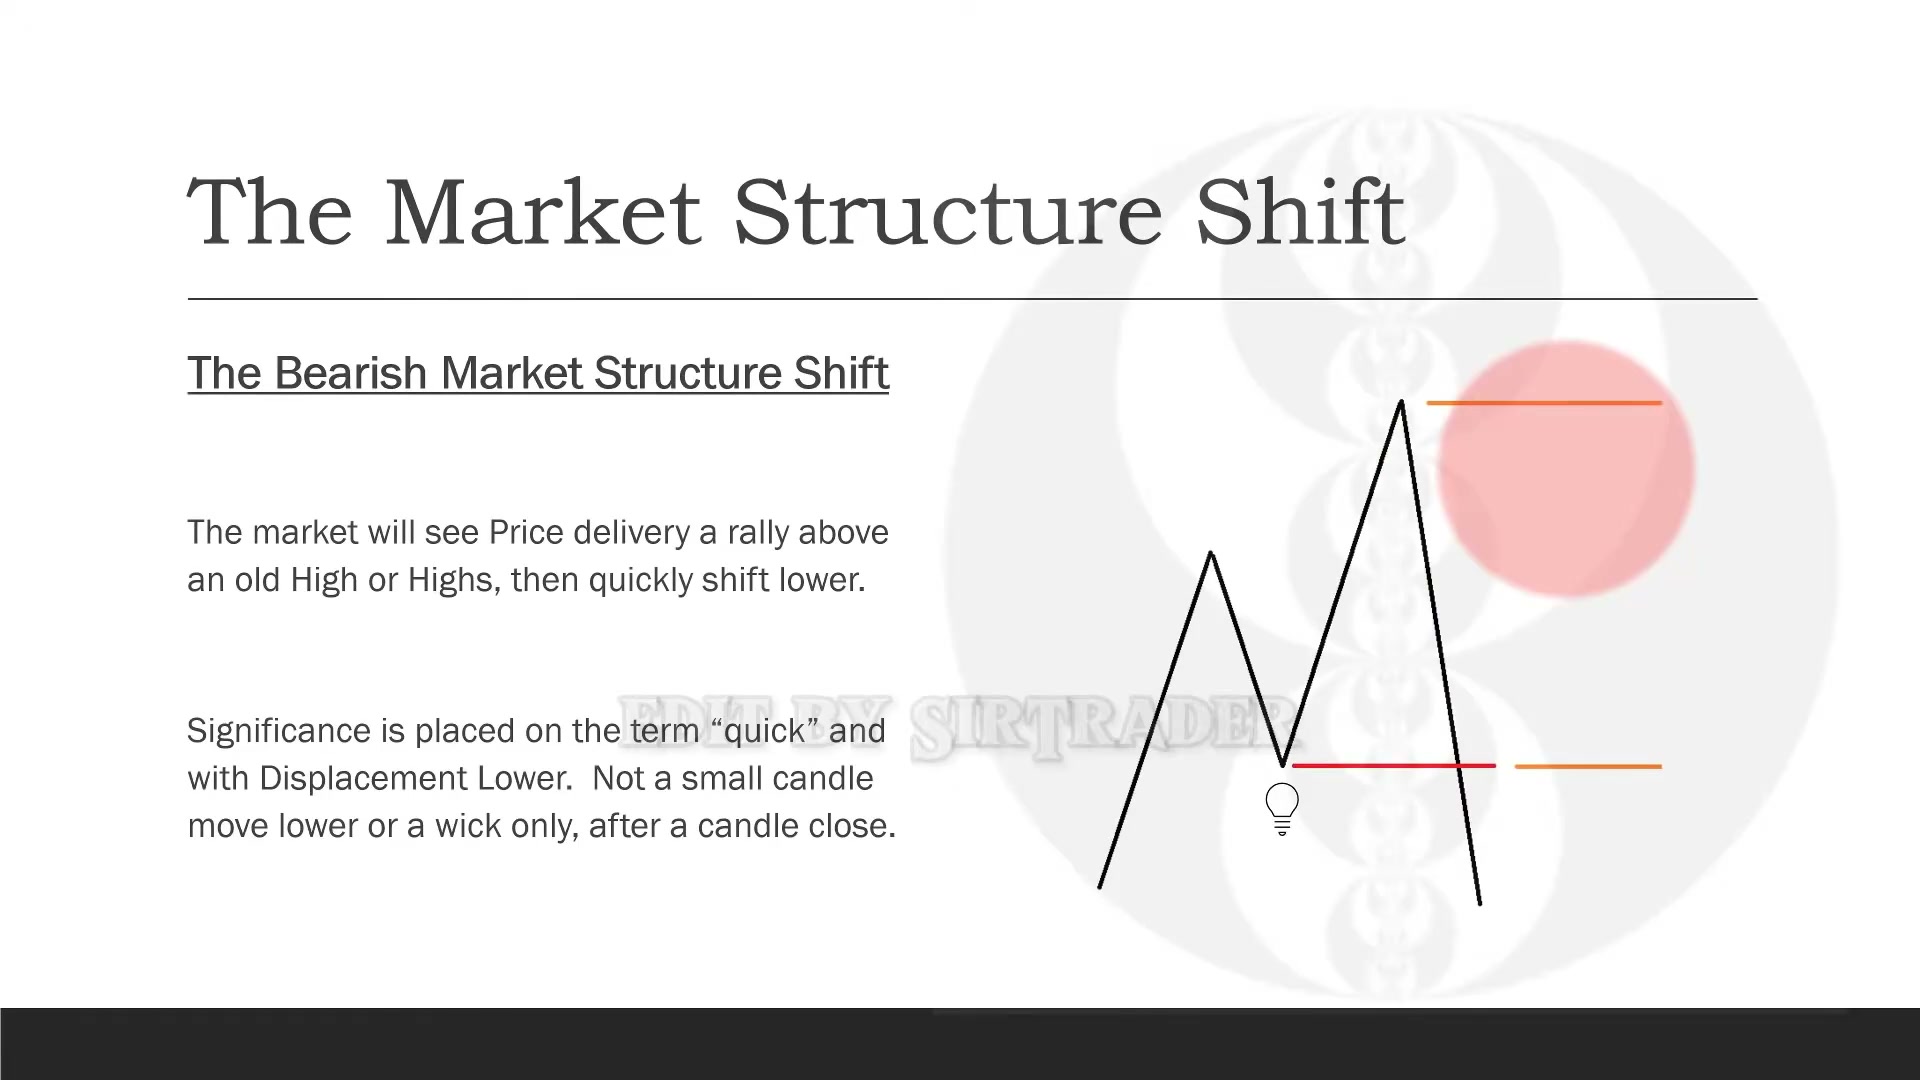 The Market Structure Shift
The Bearish Market Structure Shift
The market will see Price delivery a rally above
an old High or Highs, then quickly shift lower.
EDIT BY SIRTRADER
Significance is placed on the term “quick” and
with Displacement Lower.  Not a small candle
move lower or a wick only, after a candle close.